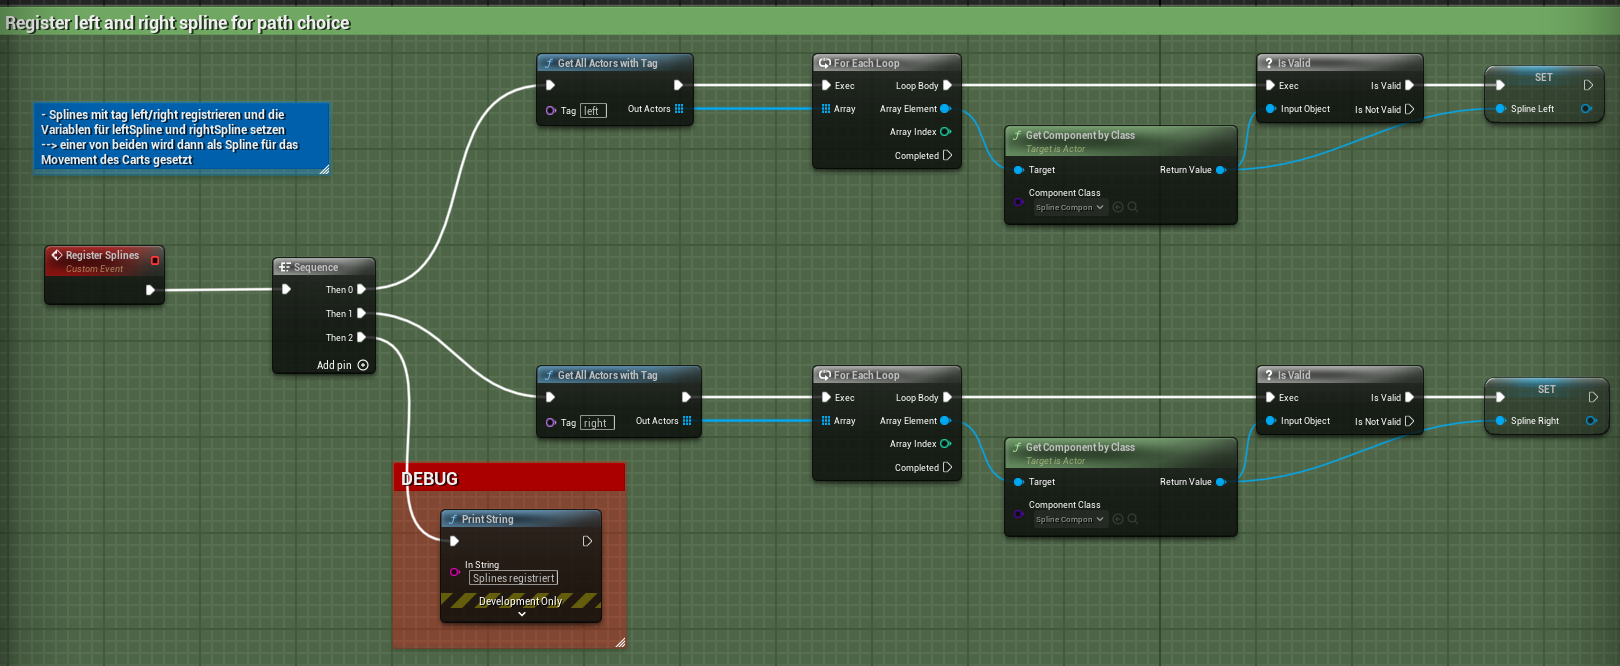 Register left and right spline for path choice
- Splines mit tag left/right registrieren und die
Variablen für leftSpline und rightSpline setzen
--> einer von beiden wird dann als Spline für das
Movement des Carts gesetzt
Register Splines
Custom Event
Sequence
Then 0
Then 1
Then 2
Add pin
Get All Actors with Tag
Tag left
Out Actors
For Each Loop
Exec
Loop Body
Array
Array Element
Array Index
Completed
Get Component by Class
Target is Actor
Target
Return Value
Component Class
Spline Compon
Is Valid
Exec
Is Valid
Input Object
Is Not Valid
SET
Spline Left
Get All Actors with Tag
Tag right
Out Actors
For Each Loop
Exec
Loop Body
Array
Array Element
Array Index
Completed
Get Component by Class
Target is Actor
Target
Return Value
Component Class
Spline Compon
Is Valid
Exec
Is Valid
Input Object
Is Not Valid
SET
Spline Right
DEBUG
Print String
In String
Splines registriert
Development Only